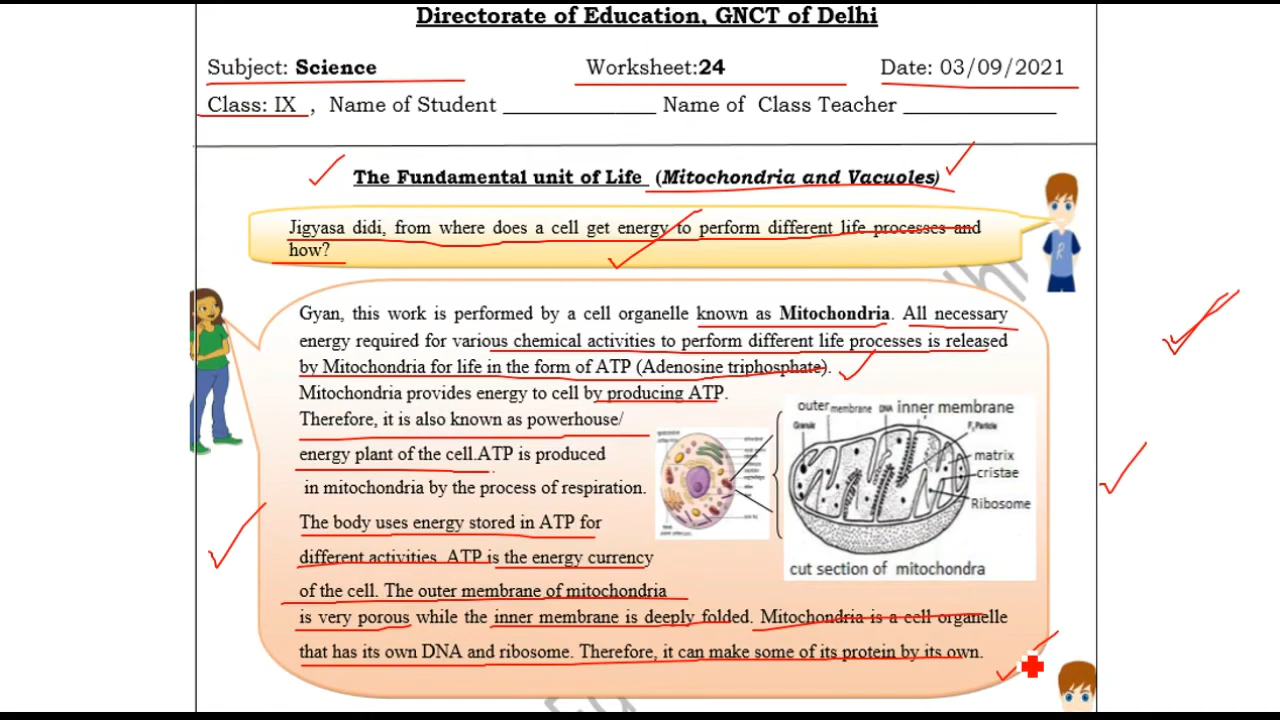 Directorate of Education, GNCT of Delhi
Subject: Science Worksheet:24 Date: 03/09/2021
Class: IX , Name of Student ____________ Name of Class Teacher ____________
The Fundamental unit of Life (Mitochondria and Vacuoles)
Jigyasa didi, from where does a cell get energy to perform different life processes and
how?
Gyan, this work is performed by a cell organelle known as Mitochondria. All necessary
energy required for various chemical activities to perform different life processes is released
by Mitochondria for life in the form of ATP (Adenosine triphosphate).
Mitochondria provides energy to cell by producing ATP.
Therefore, it is also known as powerhouse/
energy plant of the cell.ATP is produced
in mitochondria by the process of respiration.
The body uses energy stored in ATP for
different activities. ATP is the energy currency
of the cell. The outer membrane of mitochondria
is very porous while the inner membrane is deeply folded. Mitochondria is a cell organelle
that has its own DNA and ribosome. Therefore, it can make some of its protein by its own.
outer membrane DNA inner membrane
Granule F₁ Particle
matrix
cristae
Ribosome
cut section of mitochondra
R